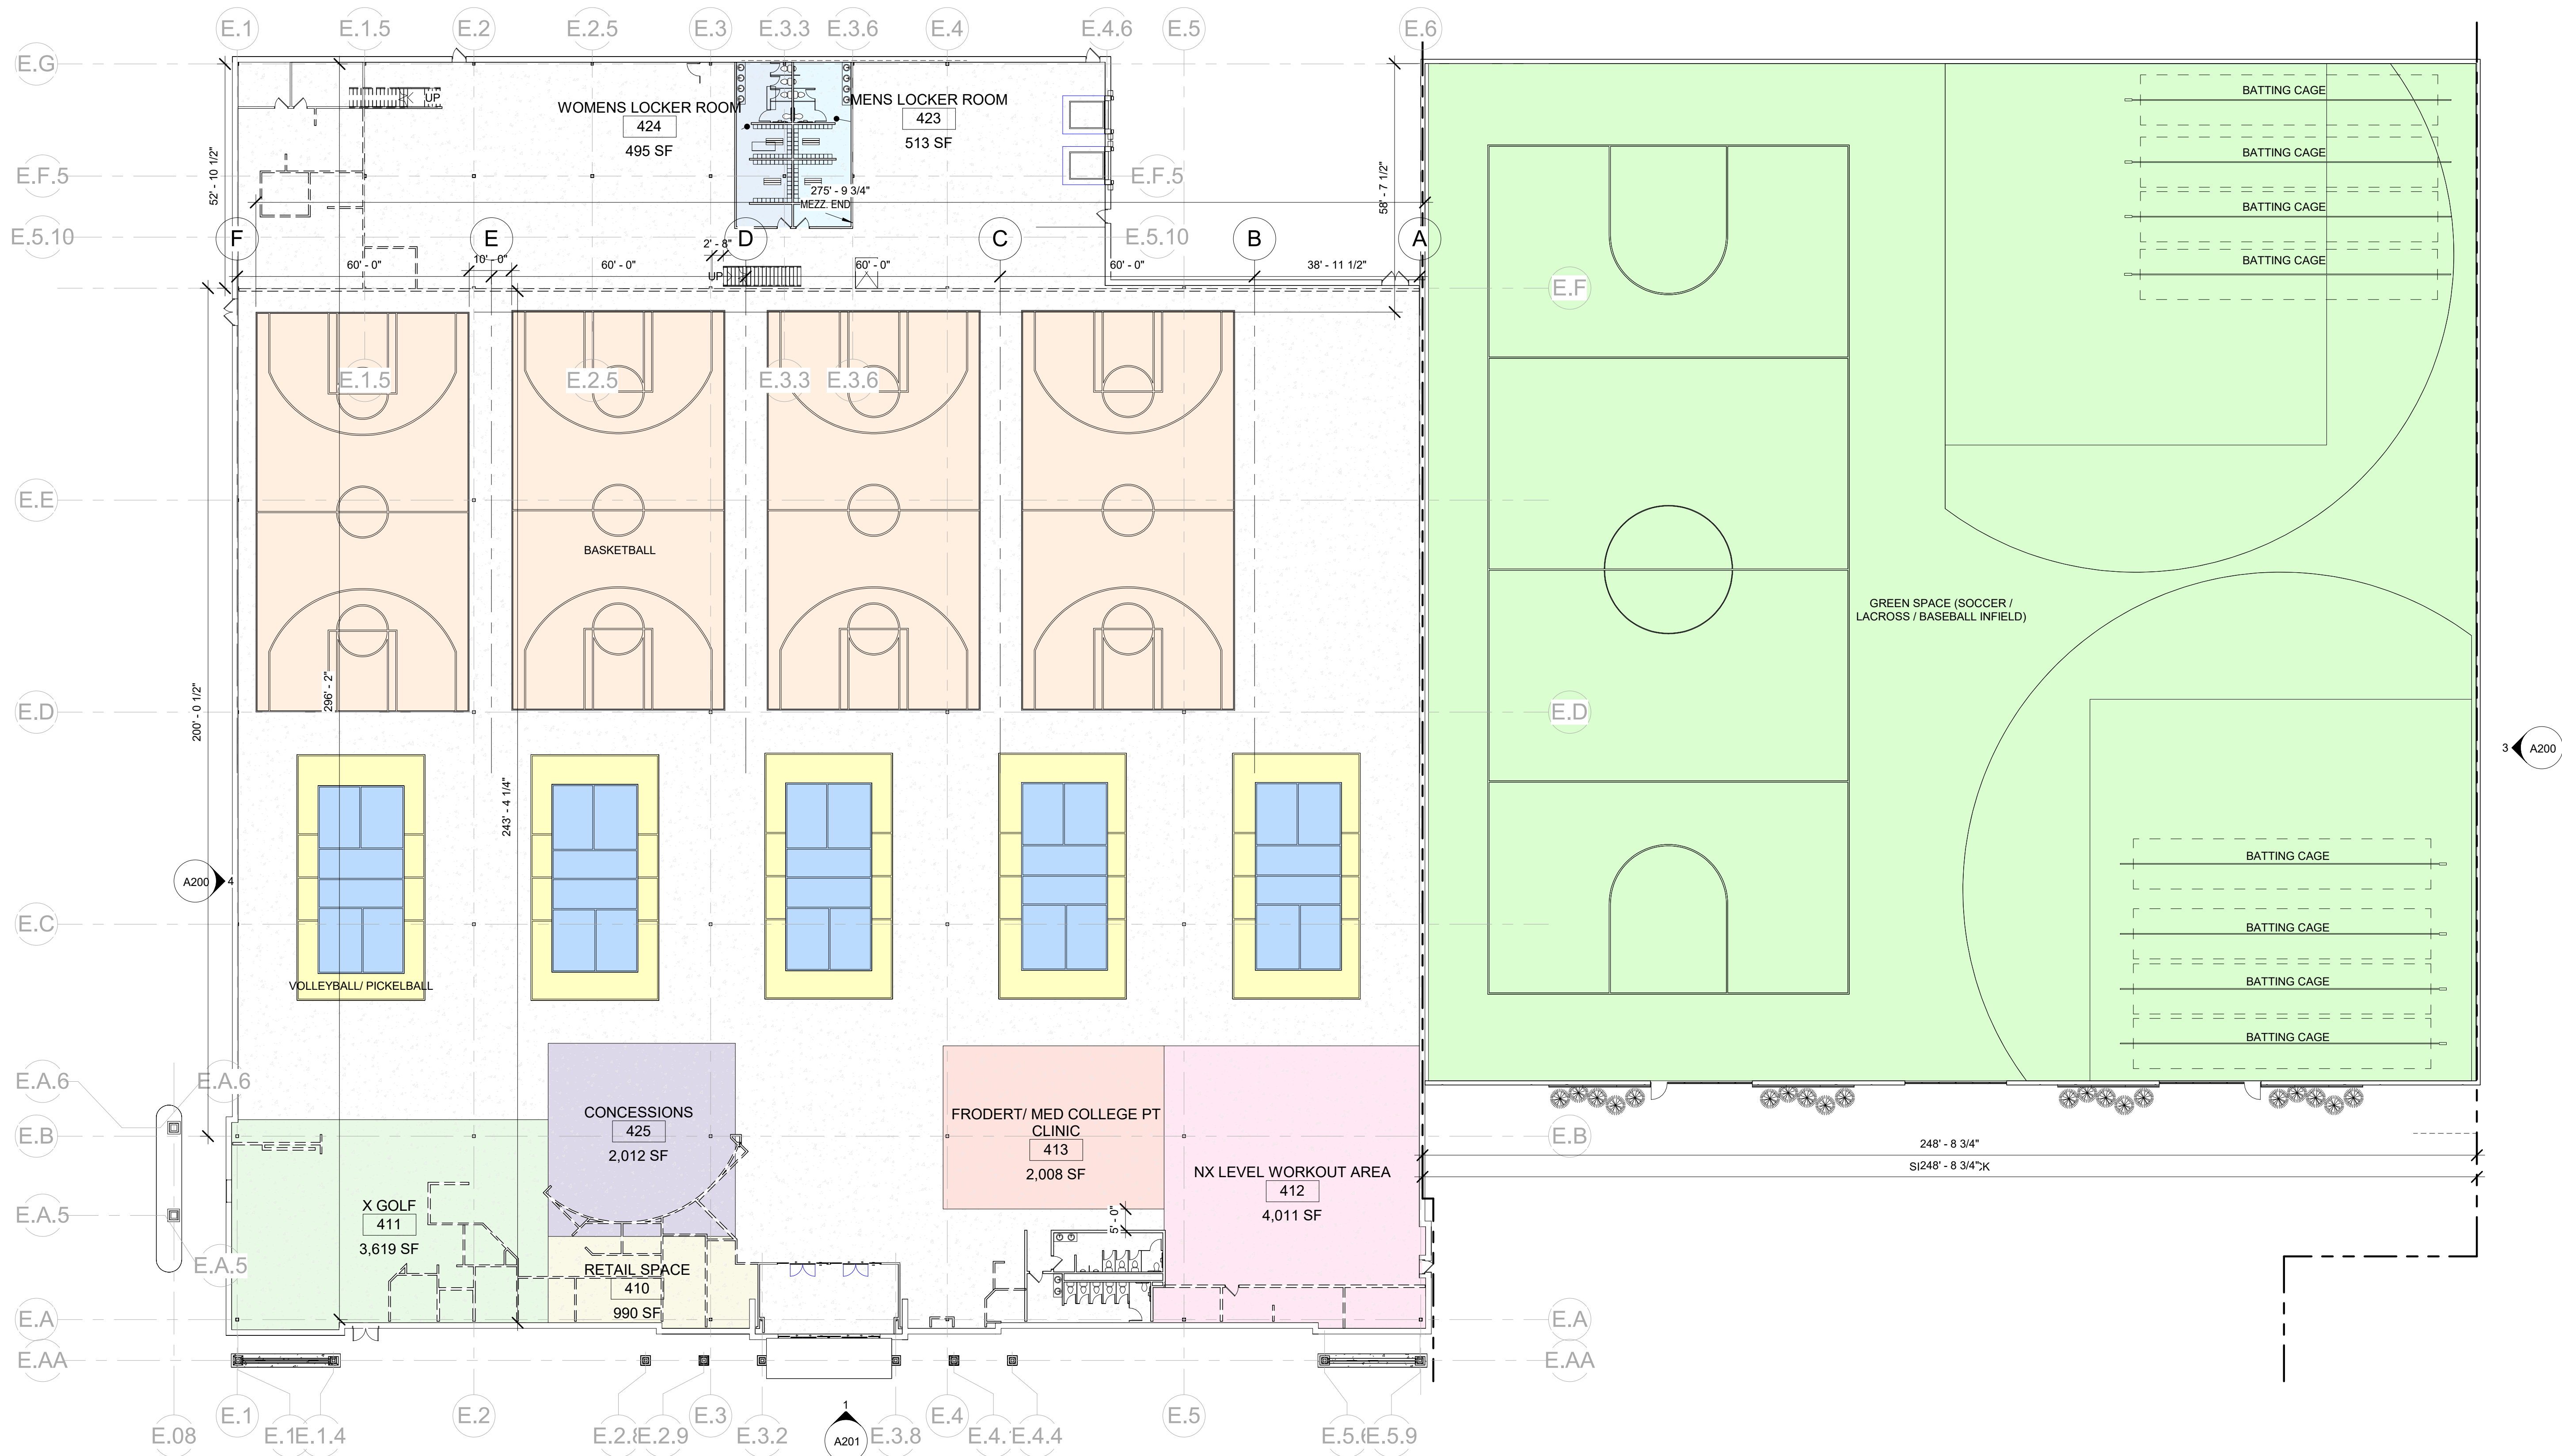 E.1
E.1.5
E.2
E.2.5
E.3
E.3.3
E.3.6
E.4
E.4.6
E.5
E.6
E.G
BATTING CAGE
UP
WOMENS LOCKER ROOM
424
495 SF
MENS LOCKER ROOM
423
513 SF
BATTING CAGE
52' - 10 1/2"
E.F.5
E.F.5
58' - 7 1/2"
275' - 9 3/4"
MEZZ. END
BATTING CAGE
E.5.10
E.5.10
F
E
D
C
B
A
2' - 8"
BATTING CAGE
60' - 0"
10' - 0"
60' - 0"
UP
60' - 0"
60' - 0"
38' - 11 1/2"
E.F
E.1.5
E.2.5
E.3.3
E.3.6
E.E
BASKETBALL
GREEN SPACE (SOCCER /
LACROSS / BASEBALL INFIELD)
296' - 2"
200' - 0 1/2"
E.D
E.D
3
A200
243' - 4 1/4"
A200
4
BATTING CAGE
E.C
BATTING CAGE
VOLLEYBALL/ PICKELBALL
BATTING CAGE
BATTING CAGE
E.A.6
E.A.6
CONCESSIONS
425
2,012 SF
FRODERT/ MED COLLEGE PT
CLINIC
413
2,008 SF
E.B
E.B
248' - 8 3/4"
248' - 8 3/4"
NX LEVEL WORKOUT AREA
412
4,011 SF
X GOLF
411
3,619 SF
E.A.5
E.A.5
5' - 0"
RETAIL SPACE
410
990 SF
E.A
E.A
E.AA
E.AA
E.1
E.2
E.3
1
E.4
E.5
E.08
E.1.4
E.2.9
E.3.2
A201
E.3.8
E.4.4
E.5.9